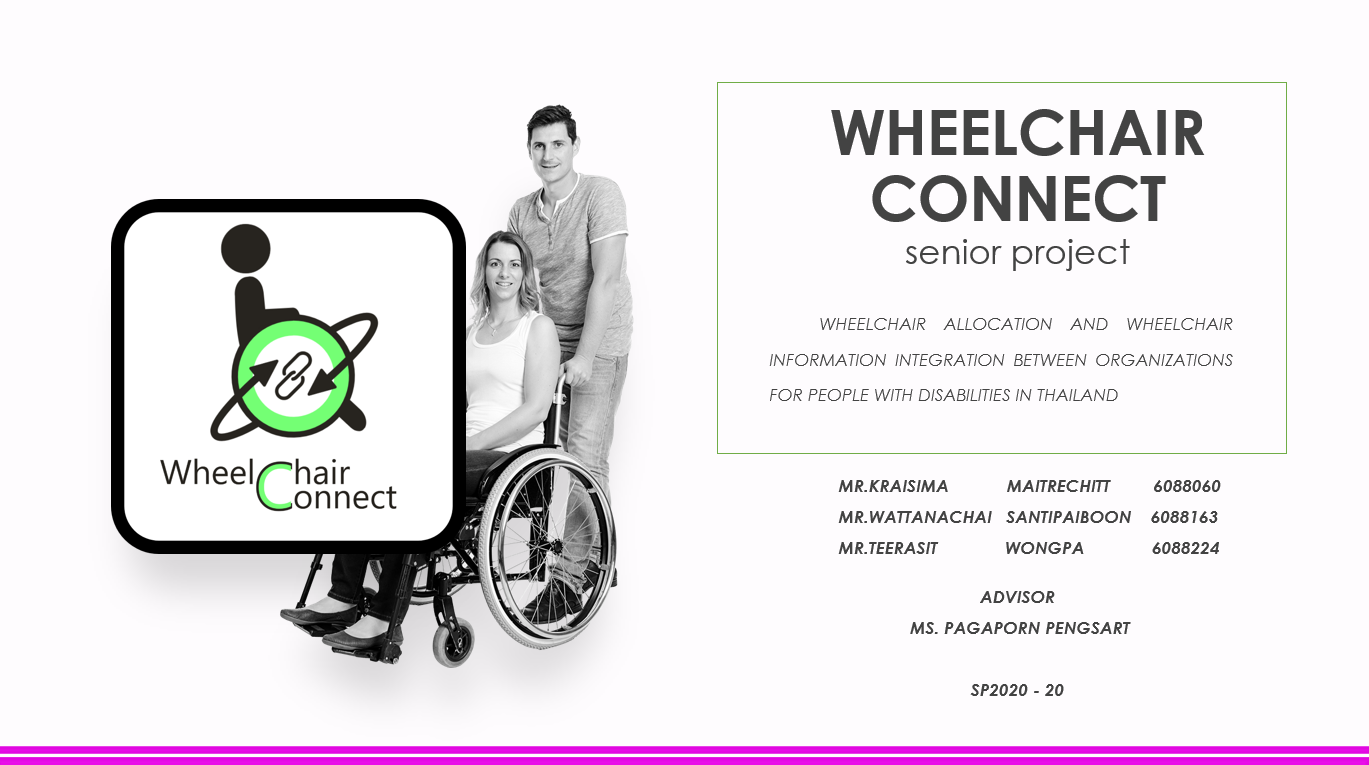 WheelChair
Connect
WHEELCHAIR
CONNECT
senior project
WHEELCHAIR ALLOCATION AND WHEELCHAIR
INFORMATION INTEGRATION BETWEEN ORGANIZATIONS
FOR PEOPLE WITH DISABILITIES IN THAILAND
MR.KRAISIMA MAITRECHITT 6088060
MR.WATTANACHAI SANTIPAIBOON 6088163
MR.TEERASIT WONGPA 6088224
ADVISOR
MS. PAGAPORN PENGSART
SP2020 - 20